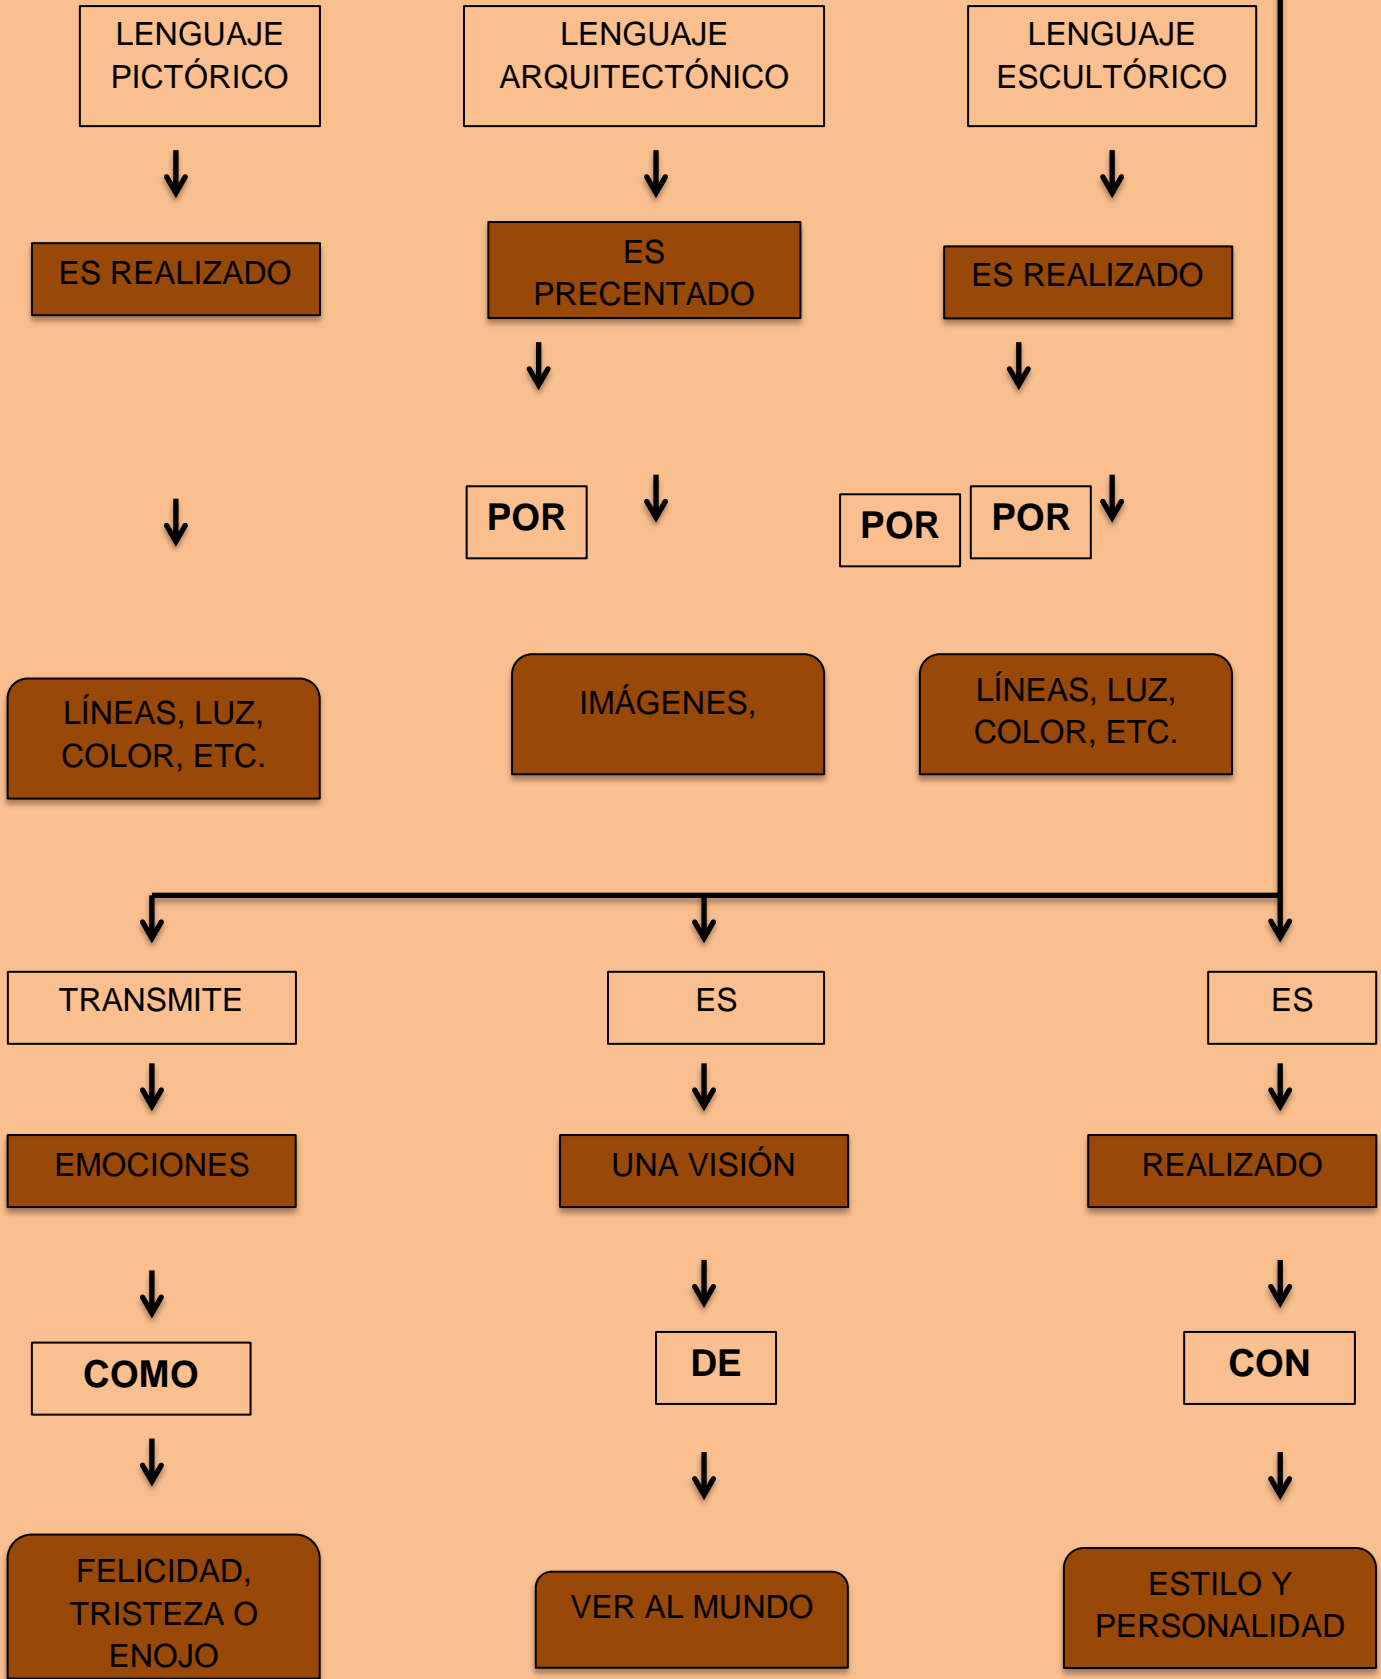 LENGUAJE
PICTÓRICO
LENGUAJE
ARQUITECTÓNICO
LENGUAJE
ESCULTÓRICO
ES REALIZADO
ES
PRECENTADO
ES REALIZADO
POR
POR
POR
LÍNEAS, LUZ,
COLOR, ETC.
IMÁGENES,
LÍNEAS, LUZ,
COLOR, ETC.
TRANSMITE
ES
ES
EMOCIONES
UNA VISIÓN
REALIZADO
COMO
DE
CON
FELICIDAD,
TRISTEZA O
ENOJO
VER AL MUNDO
ESTILO Y
PERSONALIDAD